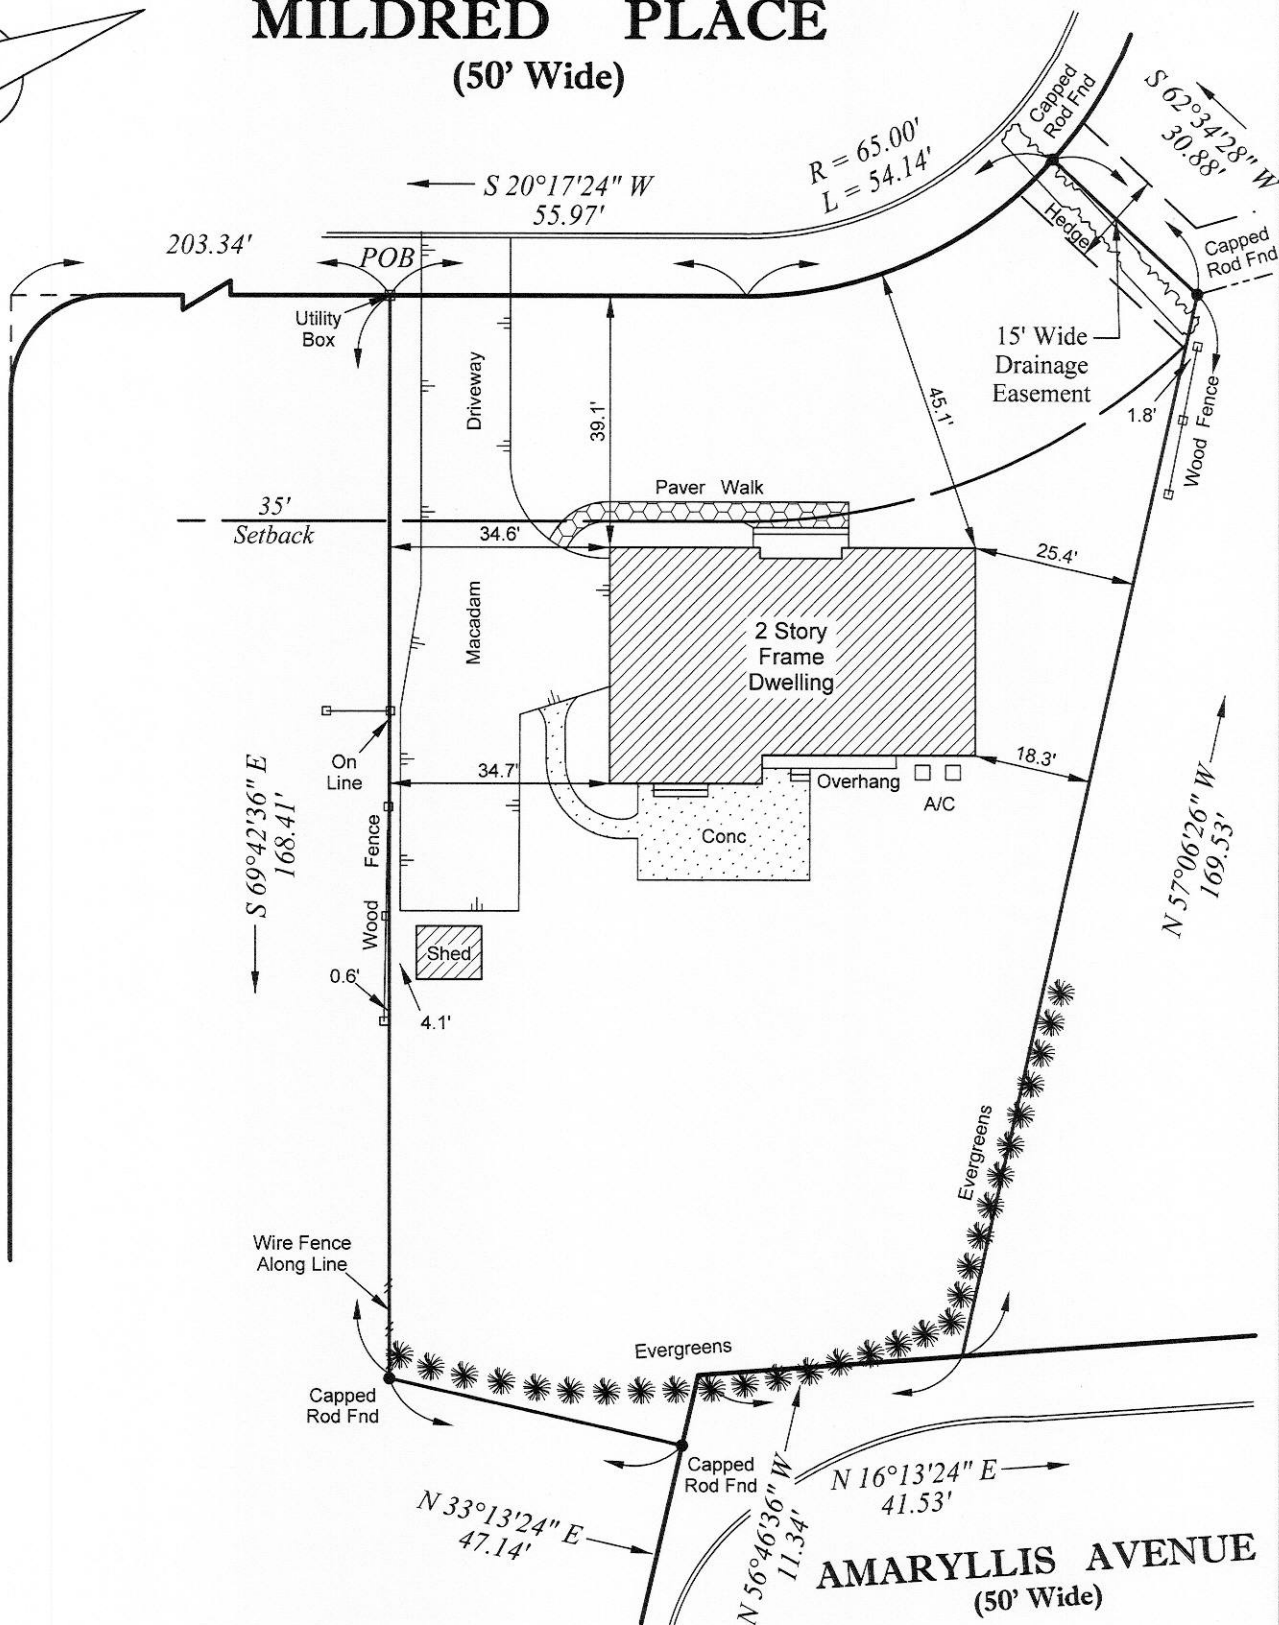 MILDRED PLACE
(50' Wide)
Capped
Rod Fnd
S 62°34'28" W
30.88'
R = 65.00'
L = 54.14'
S 20°17'24" W
55.97'
203.34'
POB
Hedge
Capped
Rod Fnd
Utility
Box
15' Wide
Drainage
Easement
Driveway
39.1'
45.1'
1.8'
Wood Fence
Paver Walk
35'
Setback
34.6'
25.4'
Macadam
2 Story
Frame
Dwelling
On
Line
34.7'
18.3'
Overhang
A/C
S 69°42'36" E
168.41'
Wood Fence
Conc
N 57°06'26" W
169.53'
Shed
0.6'
4.1'
Evergreens
Wire Fence
Along Line
Evergreens
Capped
Rod Fnd
Capped
Rod Fnd
N 33°13'24" E
47.14'
N 56°46'36" W
11.34'
N 16°13'24" E
41.53'
AMARYLLIS AVENUE
(50' Wide)